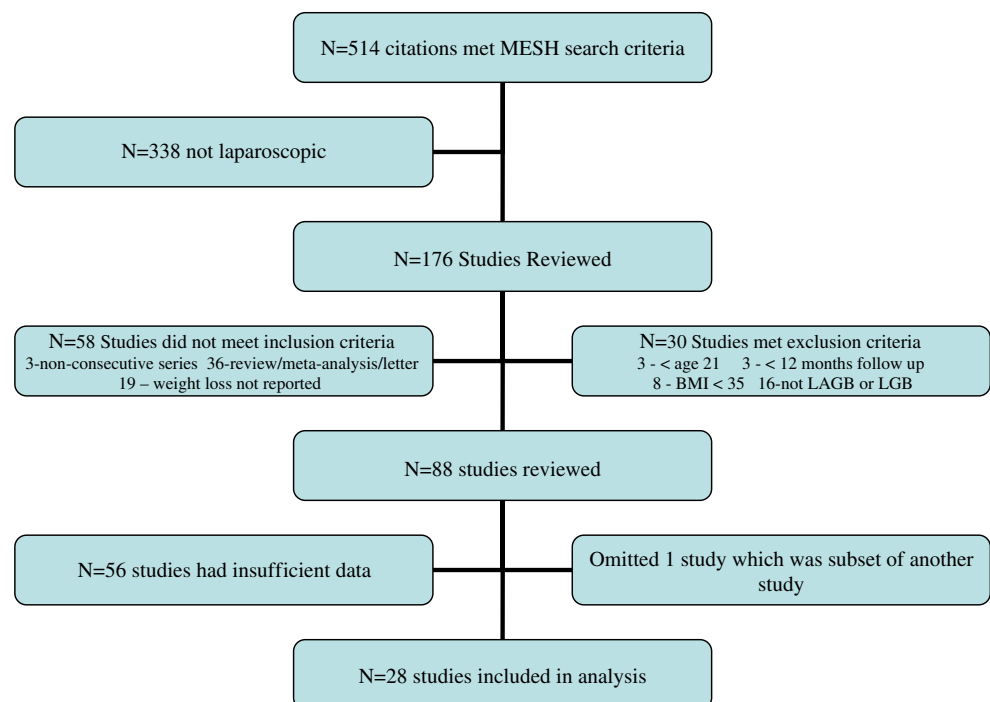 N=514 citations met MESH search criteria
N=338 not laparoscopic
N=176 Studies Reviewed
N=58 Studies did not meet inclusion criteria
3-non-consecutive series 36-review/meta-analysis/letter
19 – weight loss not reported
N=30 Studies met exclusion criteria
3 - < age 21 3 - < 12 months follow up
8 - BMI < 35 16-not LAGB or LGB
N=88 studies reviewed
N=56 studies had insufficient data
Omitted 1 study which was subset of another
study
N=28 studies included in analysis